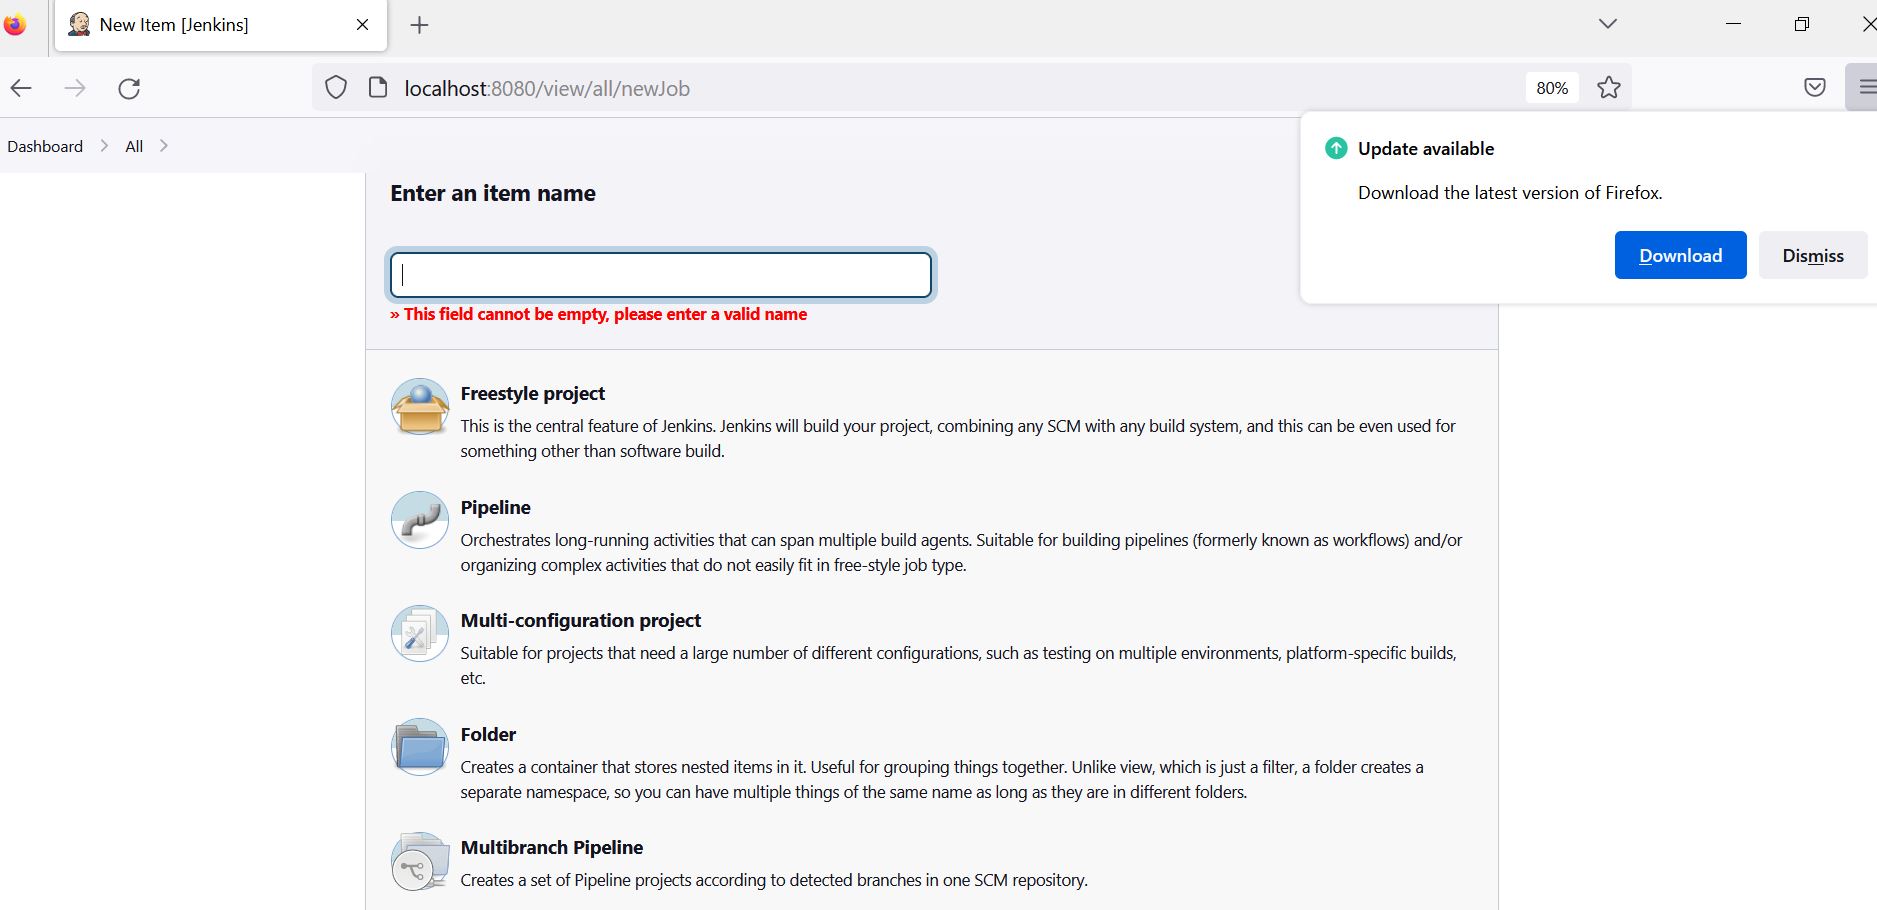 New Item [Jenkins]
localhost:8080/view/all/newJob
80%
Dashboard
All
Update available
Download the latest version of Firefox.
Download
Dismiss
Enter an item name
» This field cannot be empty, please enter a valid name
Freestyle project
This is the central feature of Jenkins. Jenkins will build your project, combining any SCM with any build system, and this can be even used for
something other than software build.
Pipeline
Orchestrates long-running activities that can span multiple build agents. Suitable for building pipelines (formerly known as workflows) and/or
organizing complex activities that do not easily fit in free-style job type.
Multi-configuration project
Suitable for projects that need a large number of different configurations, such as testing on multiple environments, platform-specific builds,
etc.
Folder
Creates a container that stores nested items in it. Useful for grouping things together. Unlike view, which is just a filter, a folder creates a
separate namespace, so you can have multiple things of the same name as long as they are in different folders.
Multibranch Pipeline
Creates a set of Pipeline projects according to detected branches in one SCM repository.